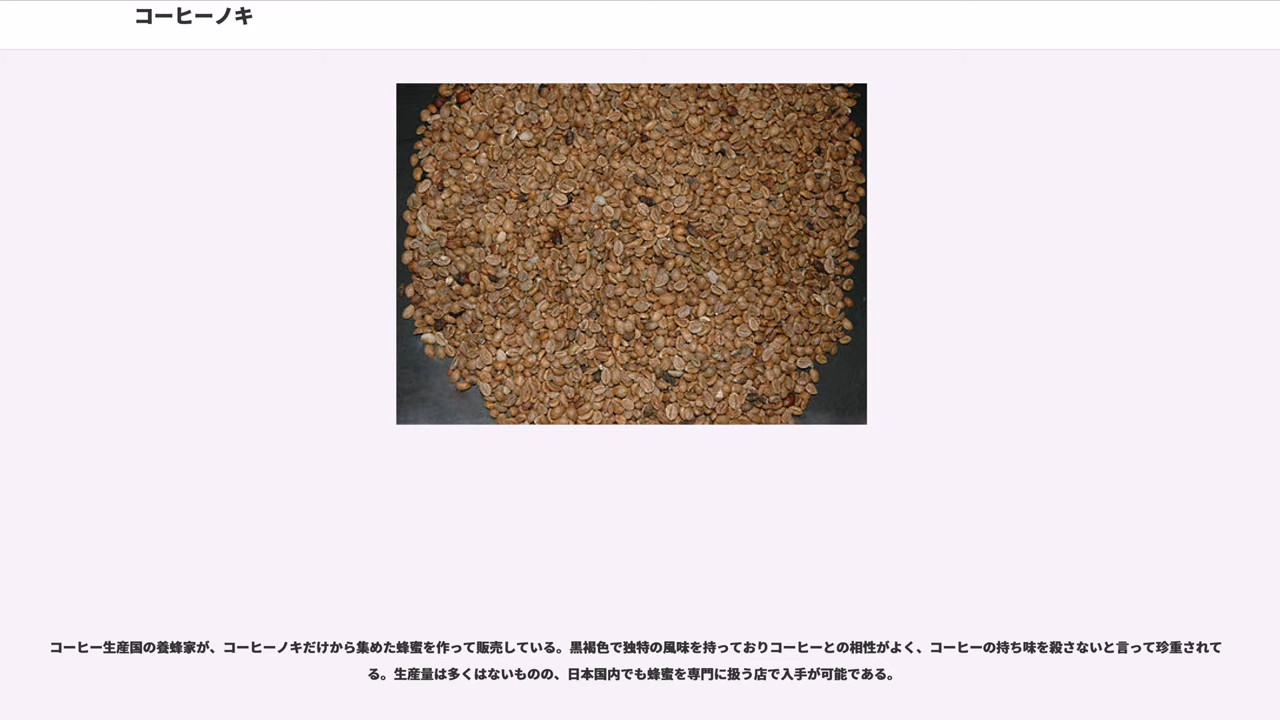 コーヒーノキ
コーヒー生産国の養蜂家が、コーヒーノキだけから集めた蜂蜜を作って販売している。黒褐色で独特の風味を持っておりコーヒーとの相性がよく、コーヒーの持ち味を殺さないと言って珍重されて
る。生産量は多くはないものの、日本国内でも蜂蜜を専門に扱う店で入手が可能である。